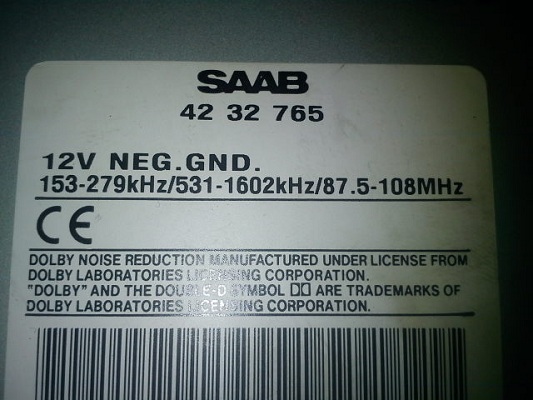 SAAB
42 32 765
12V NEG.GND.
153-279kHz/531-1602kHz/87.5-108MHz
CE
DOLBY NOISE REDUCTION MANUFACTURED UNDER LICENSE FROM
DOLBY LABORATORIES LICENSING CORPORATION.
"DOLBY" AND THE DOUBLE-D SYMBOL DD ARE TRADEMARKS OF
DOLBY LABORATORIES LICENSING CORPORATION.